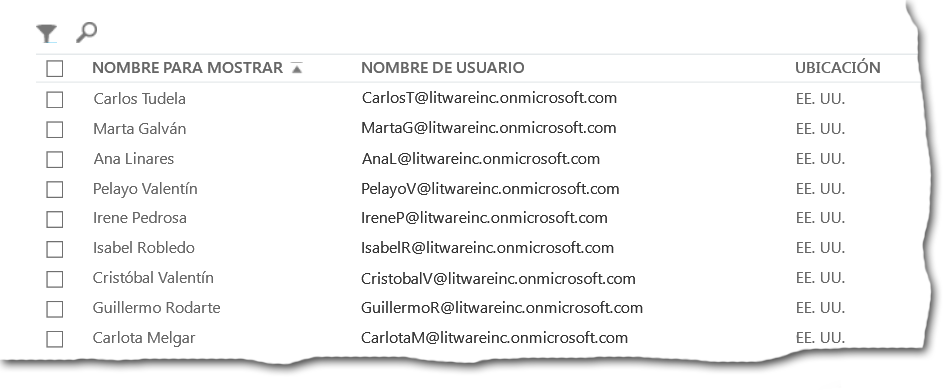 NOMBRE PARA MOSTRAR NOMBRE DE USUARIO UBICACIÓN
Carlos Tudela CarlosT@litwareinc.onmicrosoft.com EE. UU.
Marta Galván MartaG@litwareinc.onmicrosoft.com EE. UU.
Ana Linares AnaL@litwareinc.onmicrosoft.com EE. UU.
Pelayo Valentín PelayoV@litwareinc.onmicrosoft.com EE. UU.
Irene Pedrosa IreneP@litwareinc.onmicrosoft.com EE. UU.
Isabel Robledo IsabelR@litwareinc.onmicrosoft.com EE. UU.
Cristóbal Valentín CristobalV@litwareinc.onmicrosoft.com EE. UU.
Guillermo Rodarte GuillermoR@litwareinc.onmicrosoft.com EE. UU.
Carlota Melgar CarlotaM@litwareinc.onmicrosoft.com EE. UU.